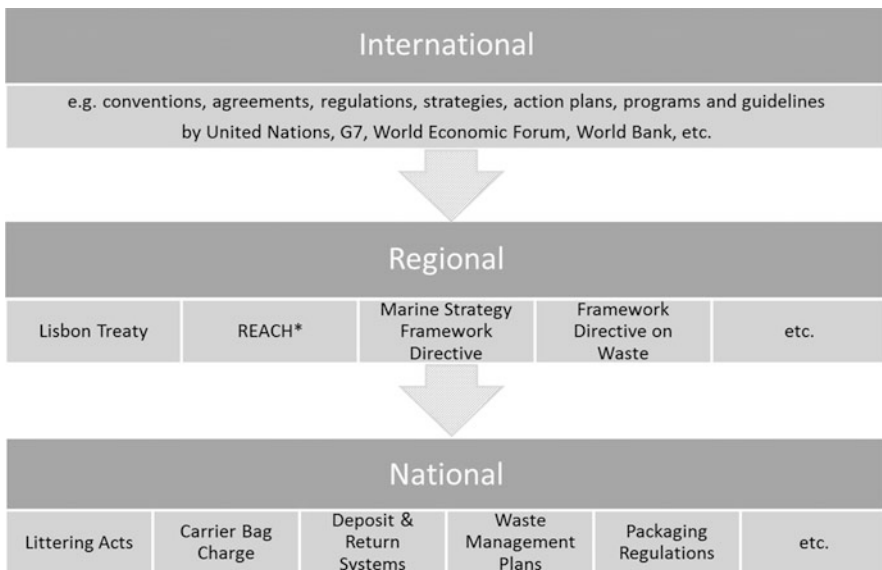 International
e.g. conventions, agreements, regulations, strategies, action plans, programs and guidelines
by United Nations, G7, World Economic Forum, World Bank, etc.
Regional
Lisbon Treaty
REACH*
Marine Strategy
Framework
Directive
Framework
Directive on
Waste
etc.
National
Littering Acts
Carrier Bag
Charge
Deposit &
Return
Systems
Waste
Management
Plans
Packaging
Regulations
etc.